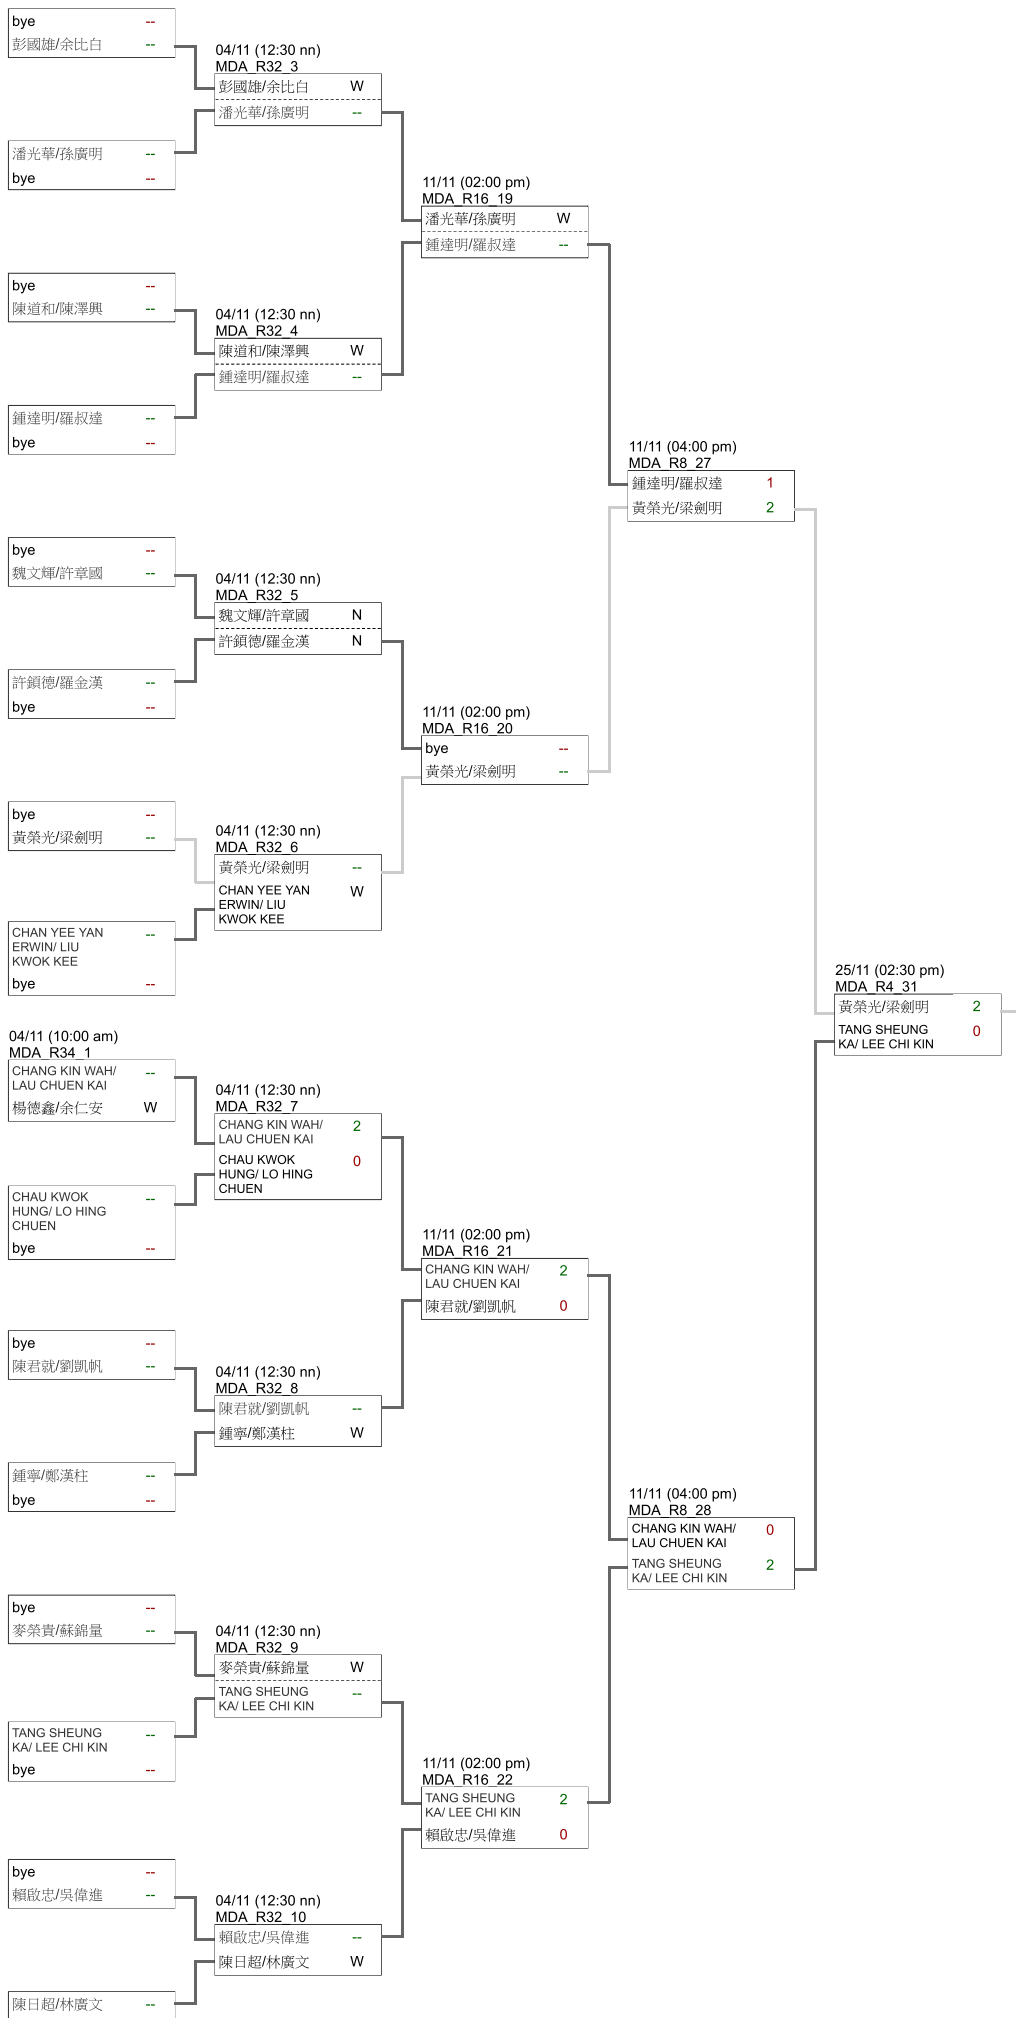 bye --
彭國雄/余比白 --
04/11 (12:30 nn)
MDA_R32_3
彭國雄/余比白 W
潘光華/孫廣明 --
潘光華/孫廣明 --
bye --
11/11 (02:00 pm)
MDA_R16_19
潘光華/孫廣明 W
鍾達明/羅叔達 --
bye --
陳道和/陳澤興 --
04/11 (12:30 nn)
MDA_R32_4
陳道和/陳澤興 W
鍾達明/羅叔達 --
鍾達明/羅叔達 --
bye --
11/11 (04:00 pm)
MDA_R8_27
鍾達明/羅叔達 1
黃榮光/梁劍明 2
bye --
魏文輝/許章國 --
04/11 (12:30 nn)
MDA_R32_5
魏文輝/許章國 N
許鎖德/羅金漢 N
許鎖德/羅金漢 --
bye --
11/11 (02:00 pm)
MDA_R16_20
bye --
黃榮光/梁劍明 --
bye --
黃榮光/梁劍明 --
04/11 (12:30 nn)
MDA_R32_6
黃榮光/梁劍明 --
CHAN YEE YAN W
ERWIN/ LIU
KWOK KEE
CHAN YEE YAN --
ERWIN/ LIU
KWOK KEE
bye --
25/11 (02:30 pm)
MDA_R4_31
黃榮光/梁劍明 2
TANG SHEUNG 0
KA/ LEE CHI KIN
04/11 (10:00 am)
MDA_R34_1
CHANG KIN WAH/ --
LAU CHUEN KAI
楊德鑫/余仁安 W
04/11 (12:30 nn)
MDA_R32_7
CHANG KIN WAH/ 2
LAU CHUEN KAI
CHAU KWOK 0
HUNG/ LO HING
CHUEN
CHAU KWOK --
HUNG/ LO HING
CHUEN
bye --
11/11 (02:00 pm)
MDA_R16_21
CHANG KIN WAH/ 2
LAU CHUEN KAI
陳君就/劉凱帆 0
bye --
陳君就/劉凱帆 --
04/11 (12:30 nn)
MDA_R32_8
陳君就/劉凱帆 --
鍾寧/鄭漢柱 W
鍾寧/鄭漢柱 --
bye --
11/11 (04:00 pm)
MDA_R8_28
CHANG KIN WAH/ 0
LAU CHUEN KAI
TANG SHEUNG 2
KA/ LEE CHI KIN
bye --
麥榮貴/蘇錦量 --
04/11 (12:30 nn)
MDA_R32_9
麥榮貴/蘇錦量 W
TANG SHEUNG --
KA/ LEE CHI KIN
TANG SHEUNG --
KA/ LEE CHI KIN
bye --
11/11 (02:00 pm)
MDA_R16_22
TANG SHEUNG 2
KA/ LEE CHI KIN
賴啟忠/吳偉進 0
bye --
賴啟忠/吳偉進 --
04/11 (12:30 nn)
MDA_R32_10
賴啟忠/吳偉進 --
陳日超/林廣文 W
陳日超/林廣文 --